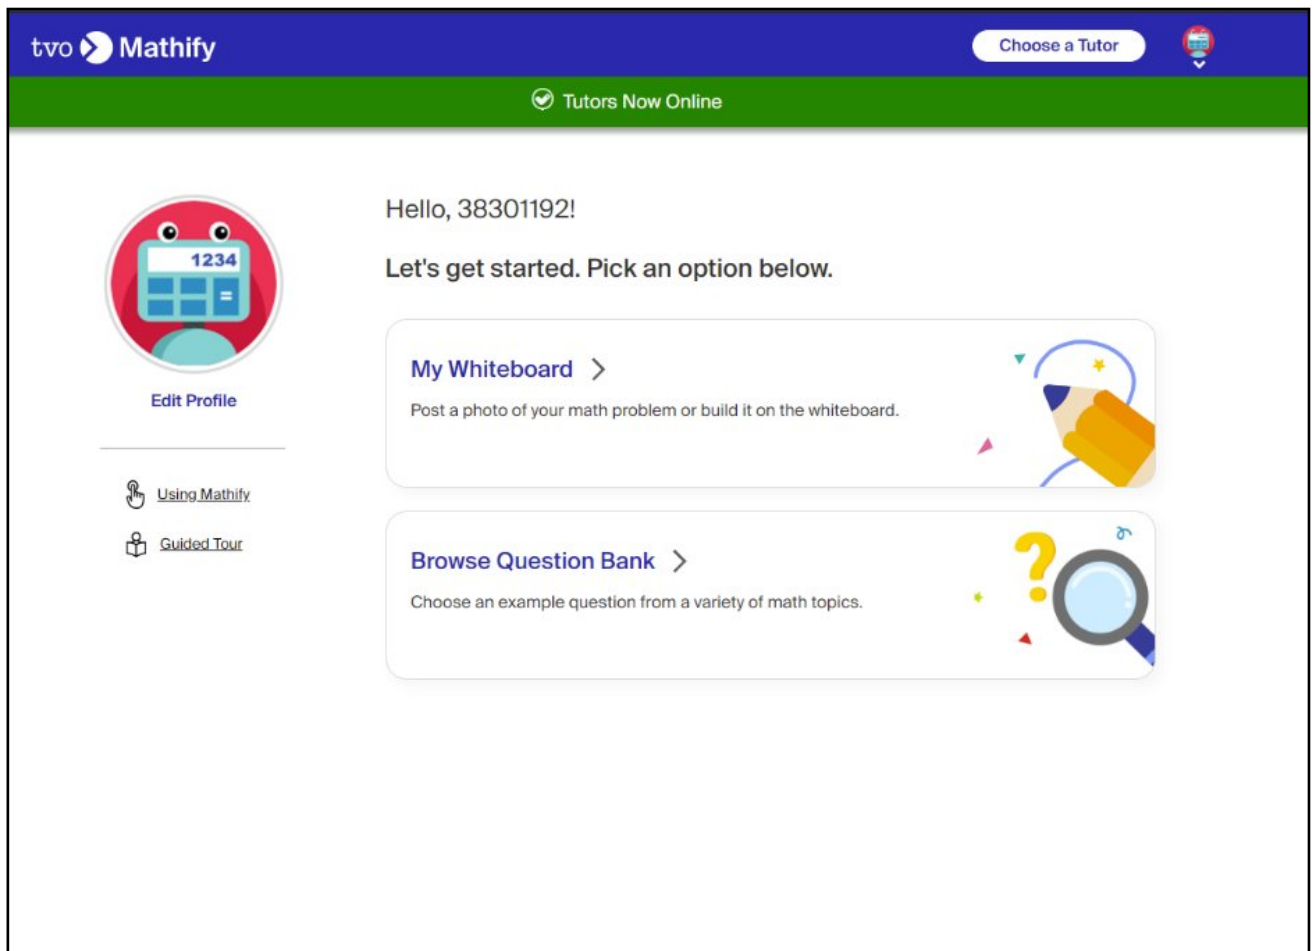 tvo Mathify
Choose a Tutor
Tutors Now Online
1234
=
Edit Profile
Using Mathify
Guided Tour
Hello, 38301192!
Let's get started. Pick an option below.
My Whiteboard >
Post a photo of your math problem or build it on the whiteboard.
Browse Question Bank >
Choose an example question from a variety of math topics.
?